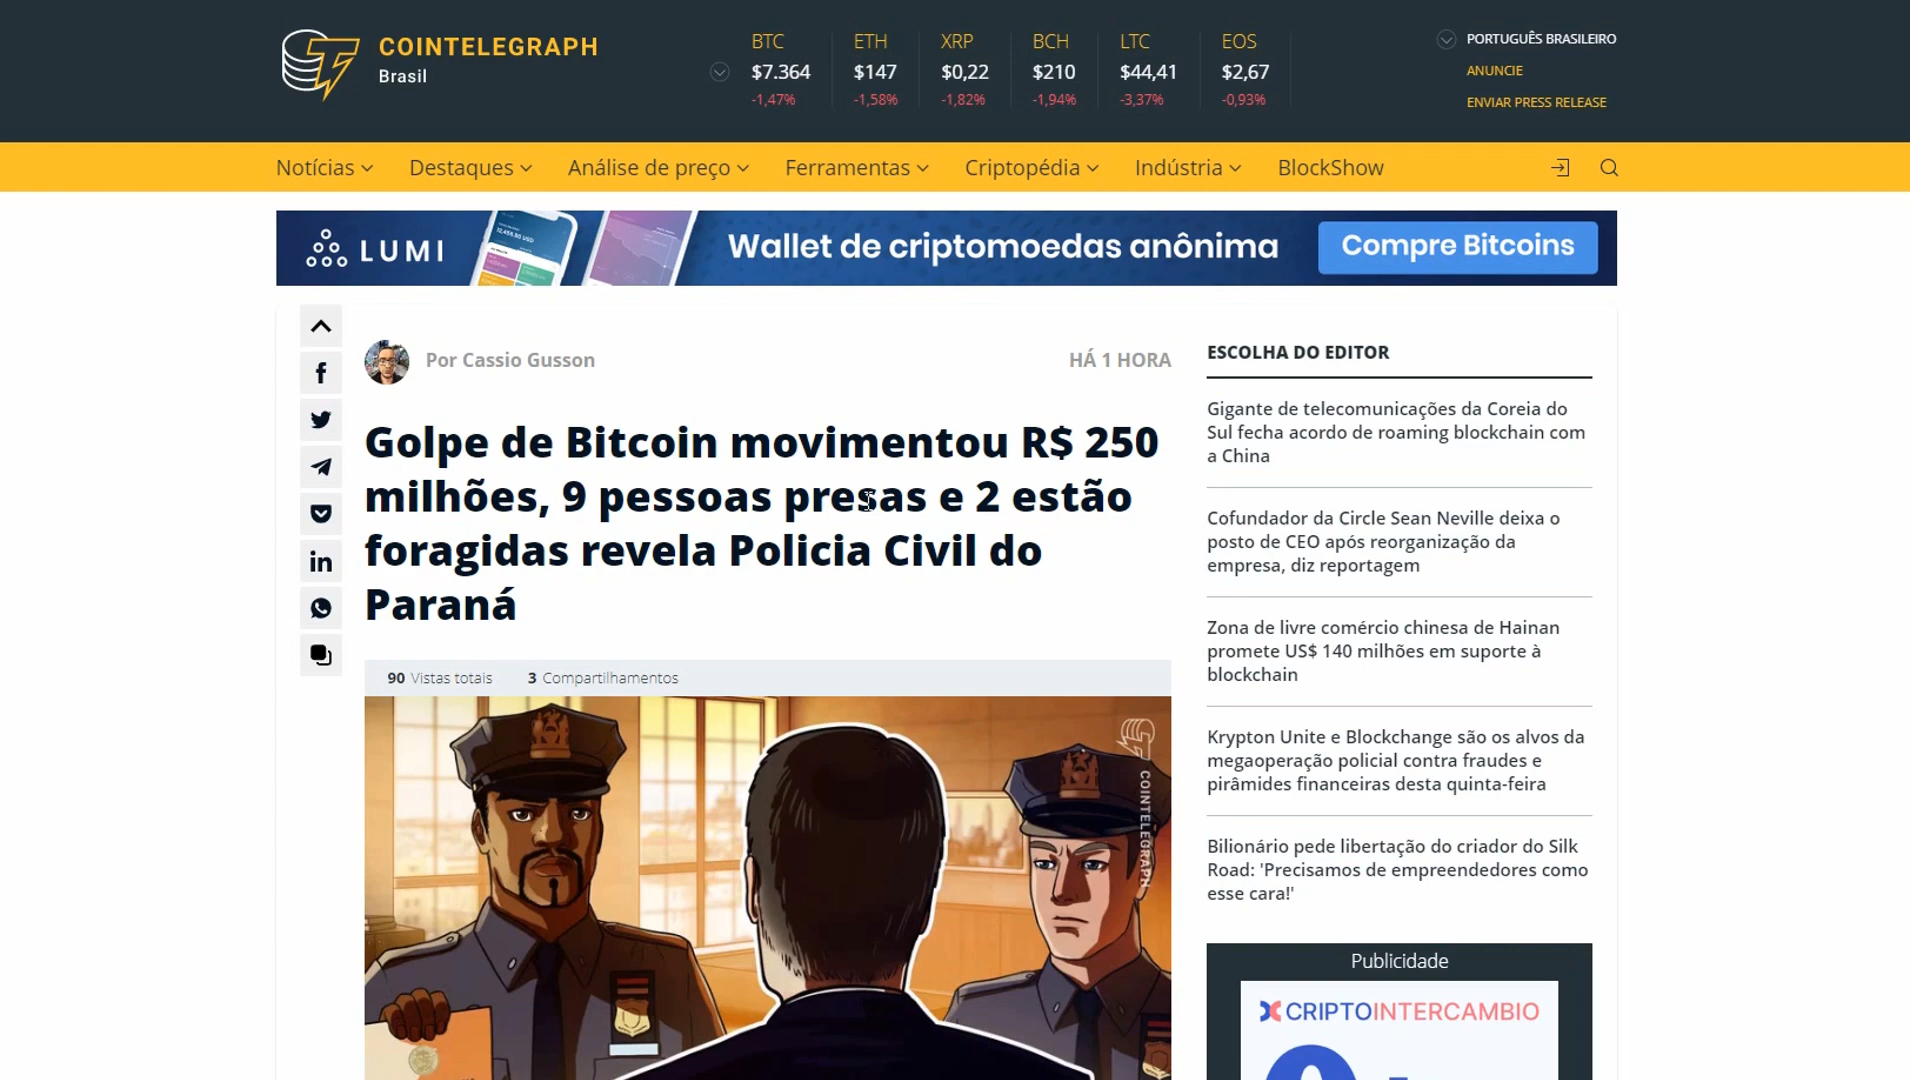 COINTELEGRAPH
Brasil
BTC ETH XRP BCH LTC EOS
$7.364 $147 $0,22 $210 $44,41 $2,67
-1,47% -1,58% -1,82% -1,94% -3,37% -0,93%
PORTUGUÊS BRASILEIRO
ANUNCIE
ENVIAR PRESS RELEASE
Notícias Destaques Análise de preço Ferramentas Criptopédia Indústria BlockShow
LUMI Wallet de criptomoedas anônima Compre Bitcoins
Por Cassio Gusson HÁ 1 HORA
Golpe de Bitcoin movimentou R$ 250
milhões, 9 pessoas presas e 2 estão
foragidas revela Policia Civil do
Paraná
90 Vistas totais 3 Compartilhamentos
COINTELEGRAPH
ESCOLHA DO EDITOR
Gigante de telecomunicações da Coreia do
Sul fecha acordo de roaming blockchain com
a China
Cofundador da Circle Sean Neville deixa o
posto de CEO após reorganização da
empresa, diz reportagem
Zona de livre comércio chinesa de Hainan
promete US$ 140 milhões em suporte à
blockchain
Krypton Unite e Blockchange são os alvos da
megaoperação policial contra fraudes e
pirâmides financeiras desta quinta-feira
Bilionário pede libertação do criador do Silk
Road: 'Precisamos de empreendedores como
esse cara!'
Publicidade
CRIPTOINTERCAMBIO